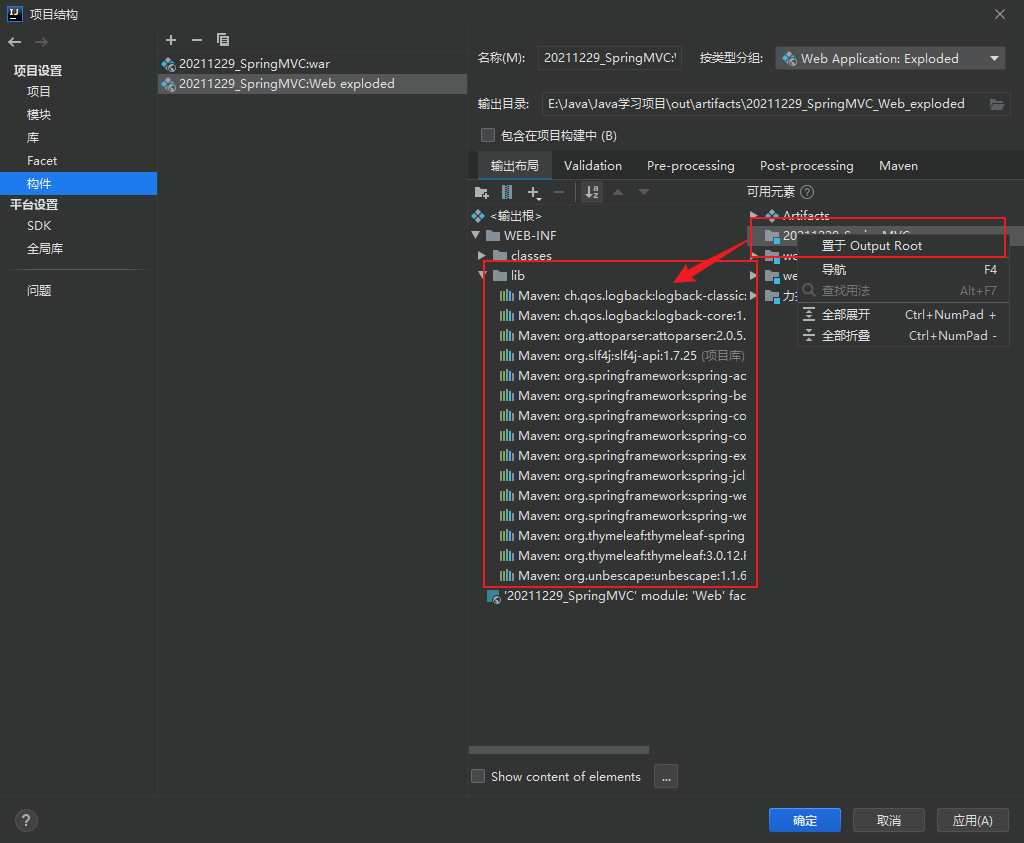 项目结构
项目设置
项目
模块
库
Facet
构件
平台设置
SDK
全局库
问题
20211229_SpringMVC:war
20211229_SpringMVC:Web exploded
名称(M): 20211229_SpringMVC: 按类型分组: Web Application: Exploded
输出目录: E:\Java\Java学习项目\out\artifacts\20211229_SpringMVC_Web_exploded
包含在项目构建中 (B)
输出布局 Validation Pre-processing Post-processing Maven
可用元素
<输出根>
WEB-INF
classes
lib
Maven: ch.qos.logback:logback-classic:
Maven: ch.qos.logback:logback-core:1.
Maven: org.attoparser:attoparser:2.0.5.
Maven: org.slf4j:slf4j-api:1.7.25 (项目库)
Maven: org.springframework:spring-ac
Maven: org.springframework:spring-be
Maven: org.springframework:spring-co
Maven: org.springframework:spring-co
Maven: org.springframework:spring-ex
Maven: org.springframework:spring-jcl
Maven: org.springframework:spring-we
Maven: org.springframework:spring-we
Maven: org.thymeleaf:thymeleaf-spring
Maven: org.thymeleaf:thymeleaf:3.0.12.
Maven: org.unbescape:unbescape:1.1.6
'20211229_SpringMVC' module: 'Web' fac
Artifacts
20211229_SpringMVC
we
we
力
置于 Output Root
导航 F4
查找用法 Alt+F7
全部展开 Ctrl+NumPad +
全部折叠 Ctrl+NumPad -
Show content of elements ...
?
确定 取消 应用(A)